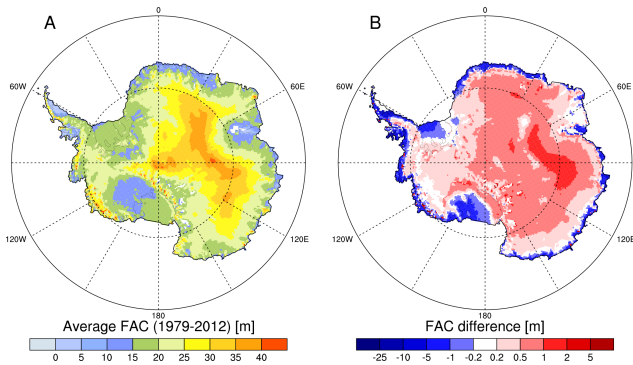 A
0
60W
60E
120W
120E
180
Average FAC (1979-2012) [m]
0 5 10 15 20 25 30 35 40
B
0
60W
60E
120W
120E
180
FAC difference [m]
-25 -10 -5 -1 -0.2 0.2 0.5 1 2 5